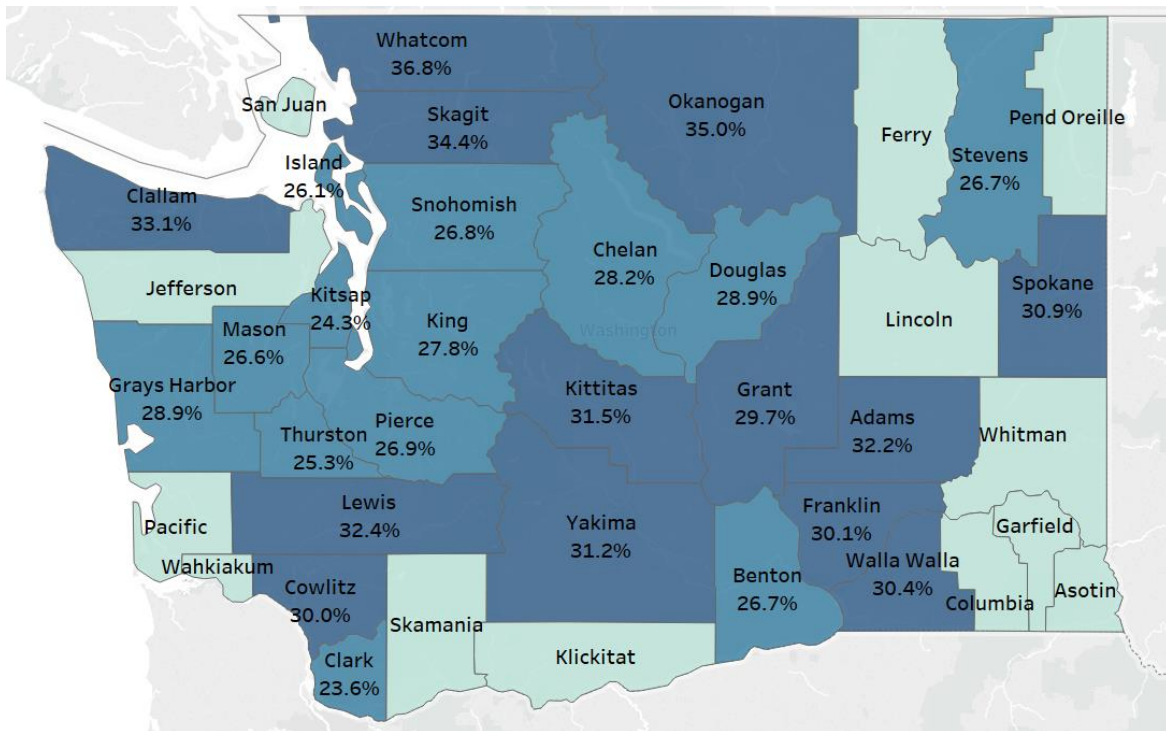 Whatcom
36.8%
Okanogan
35.0%
San Juan
Skagit
34.4%
Ferry
Pend Oreille
Stevens
26.7%
Island
26.1%
Clallam
33.1%
Snohomish
26.8%
Chelan
28.2%
Douglas
28.9%
Jefferson
Kitsap
24.3%
Spokane
30.9%
Lincoln
Mason
26.6%
King
27.8%
Washington
Grays Harbor
28.9%
Kittitas
31.5%
Grant
29.7%
Adams
32.2%
Thurston
25.3%
Pierce
26.9%
Whitman
Lewis
32.4%
Yakima
31.2%
Franklin
30.1%
Pacific
Garfield
Wahkiakum
Walla Walla
30.4%
Cowlitz
30.0%
Benton
26.7%
Columbia
Asotin
Skamania
Klickitat
Clark
23.6%